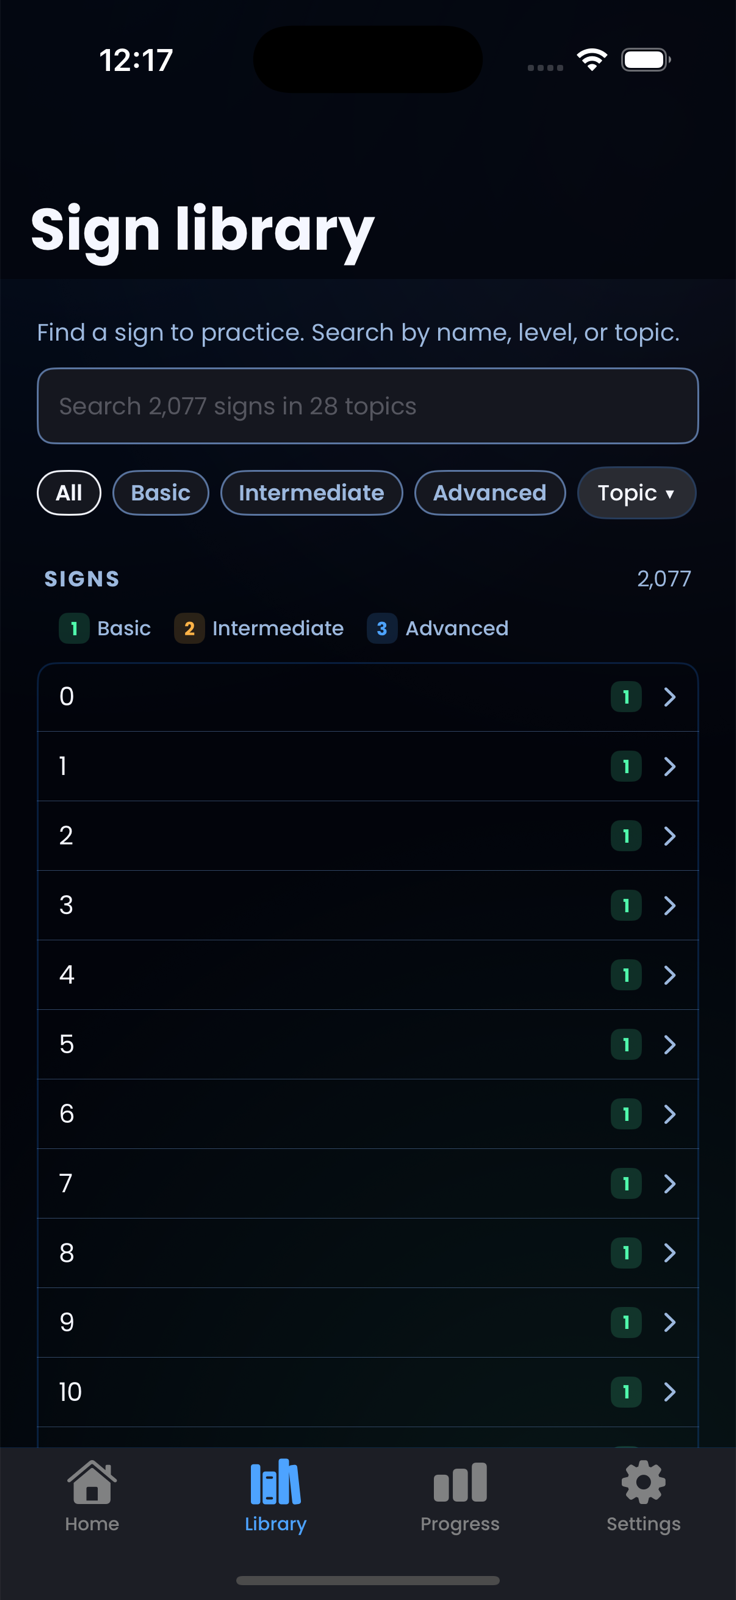 12:17
Sign library
Find a sign to practice. Search by name, level, or topic.
Search 2,077 signs in 28 topics
All Basic Intermediate Advanced Topic ▾
SIGNS 2,077
1 Basic 2 Intermediate 3 Advanced
0 1
1 1
2 1
3 1
4 1
5 1
6 1
7 1
8 1
9 1
10 1
Home Library Progress Settings